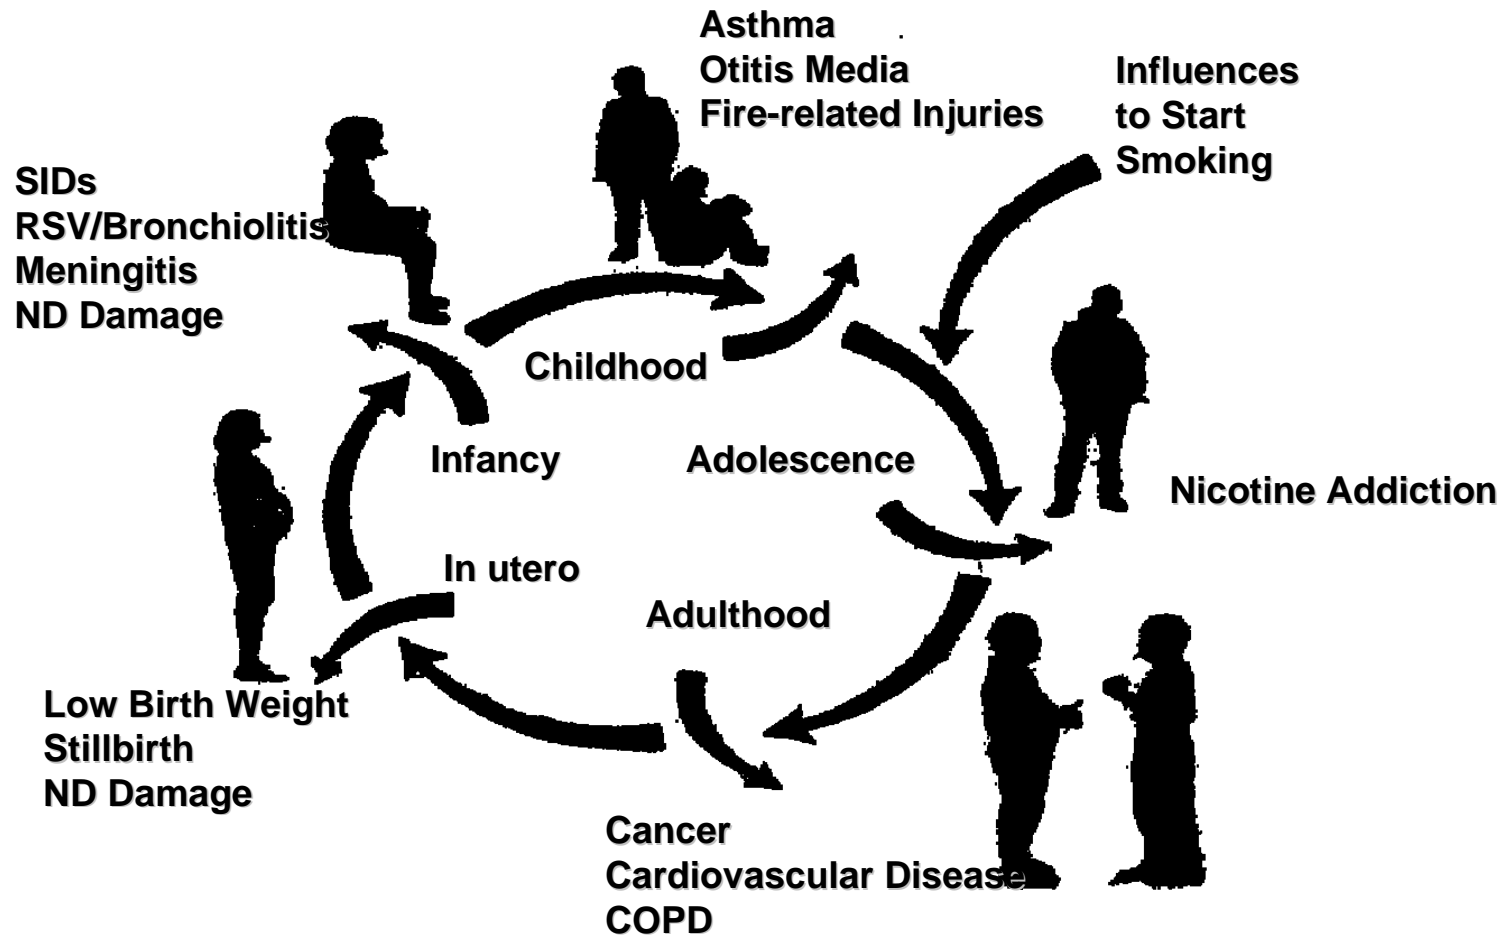 Asthma
Otitis Media
Fire-related Injuries
Influences
to Start
Smoking
SIDs
RSV/Bronchiolitis
Meningitis
ND Damage
Childhood
Infancy
Adolescence
Nicotine Addiction
In utero
Adulthood
Low Birth Weight
Stillbirth
ND Damage
Cancer
Cardiovascular Disease
COPD